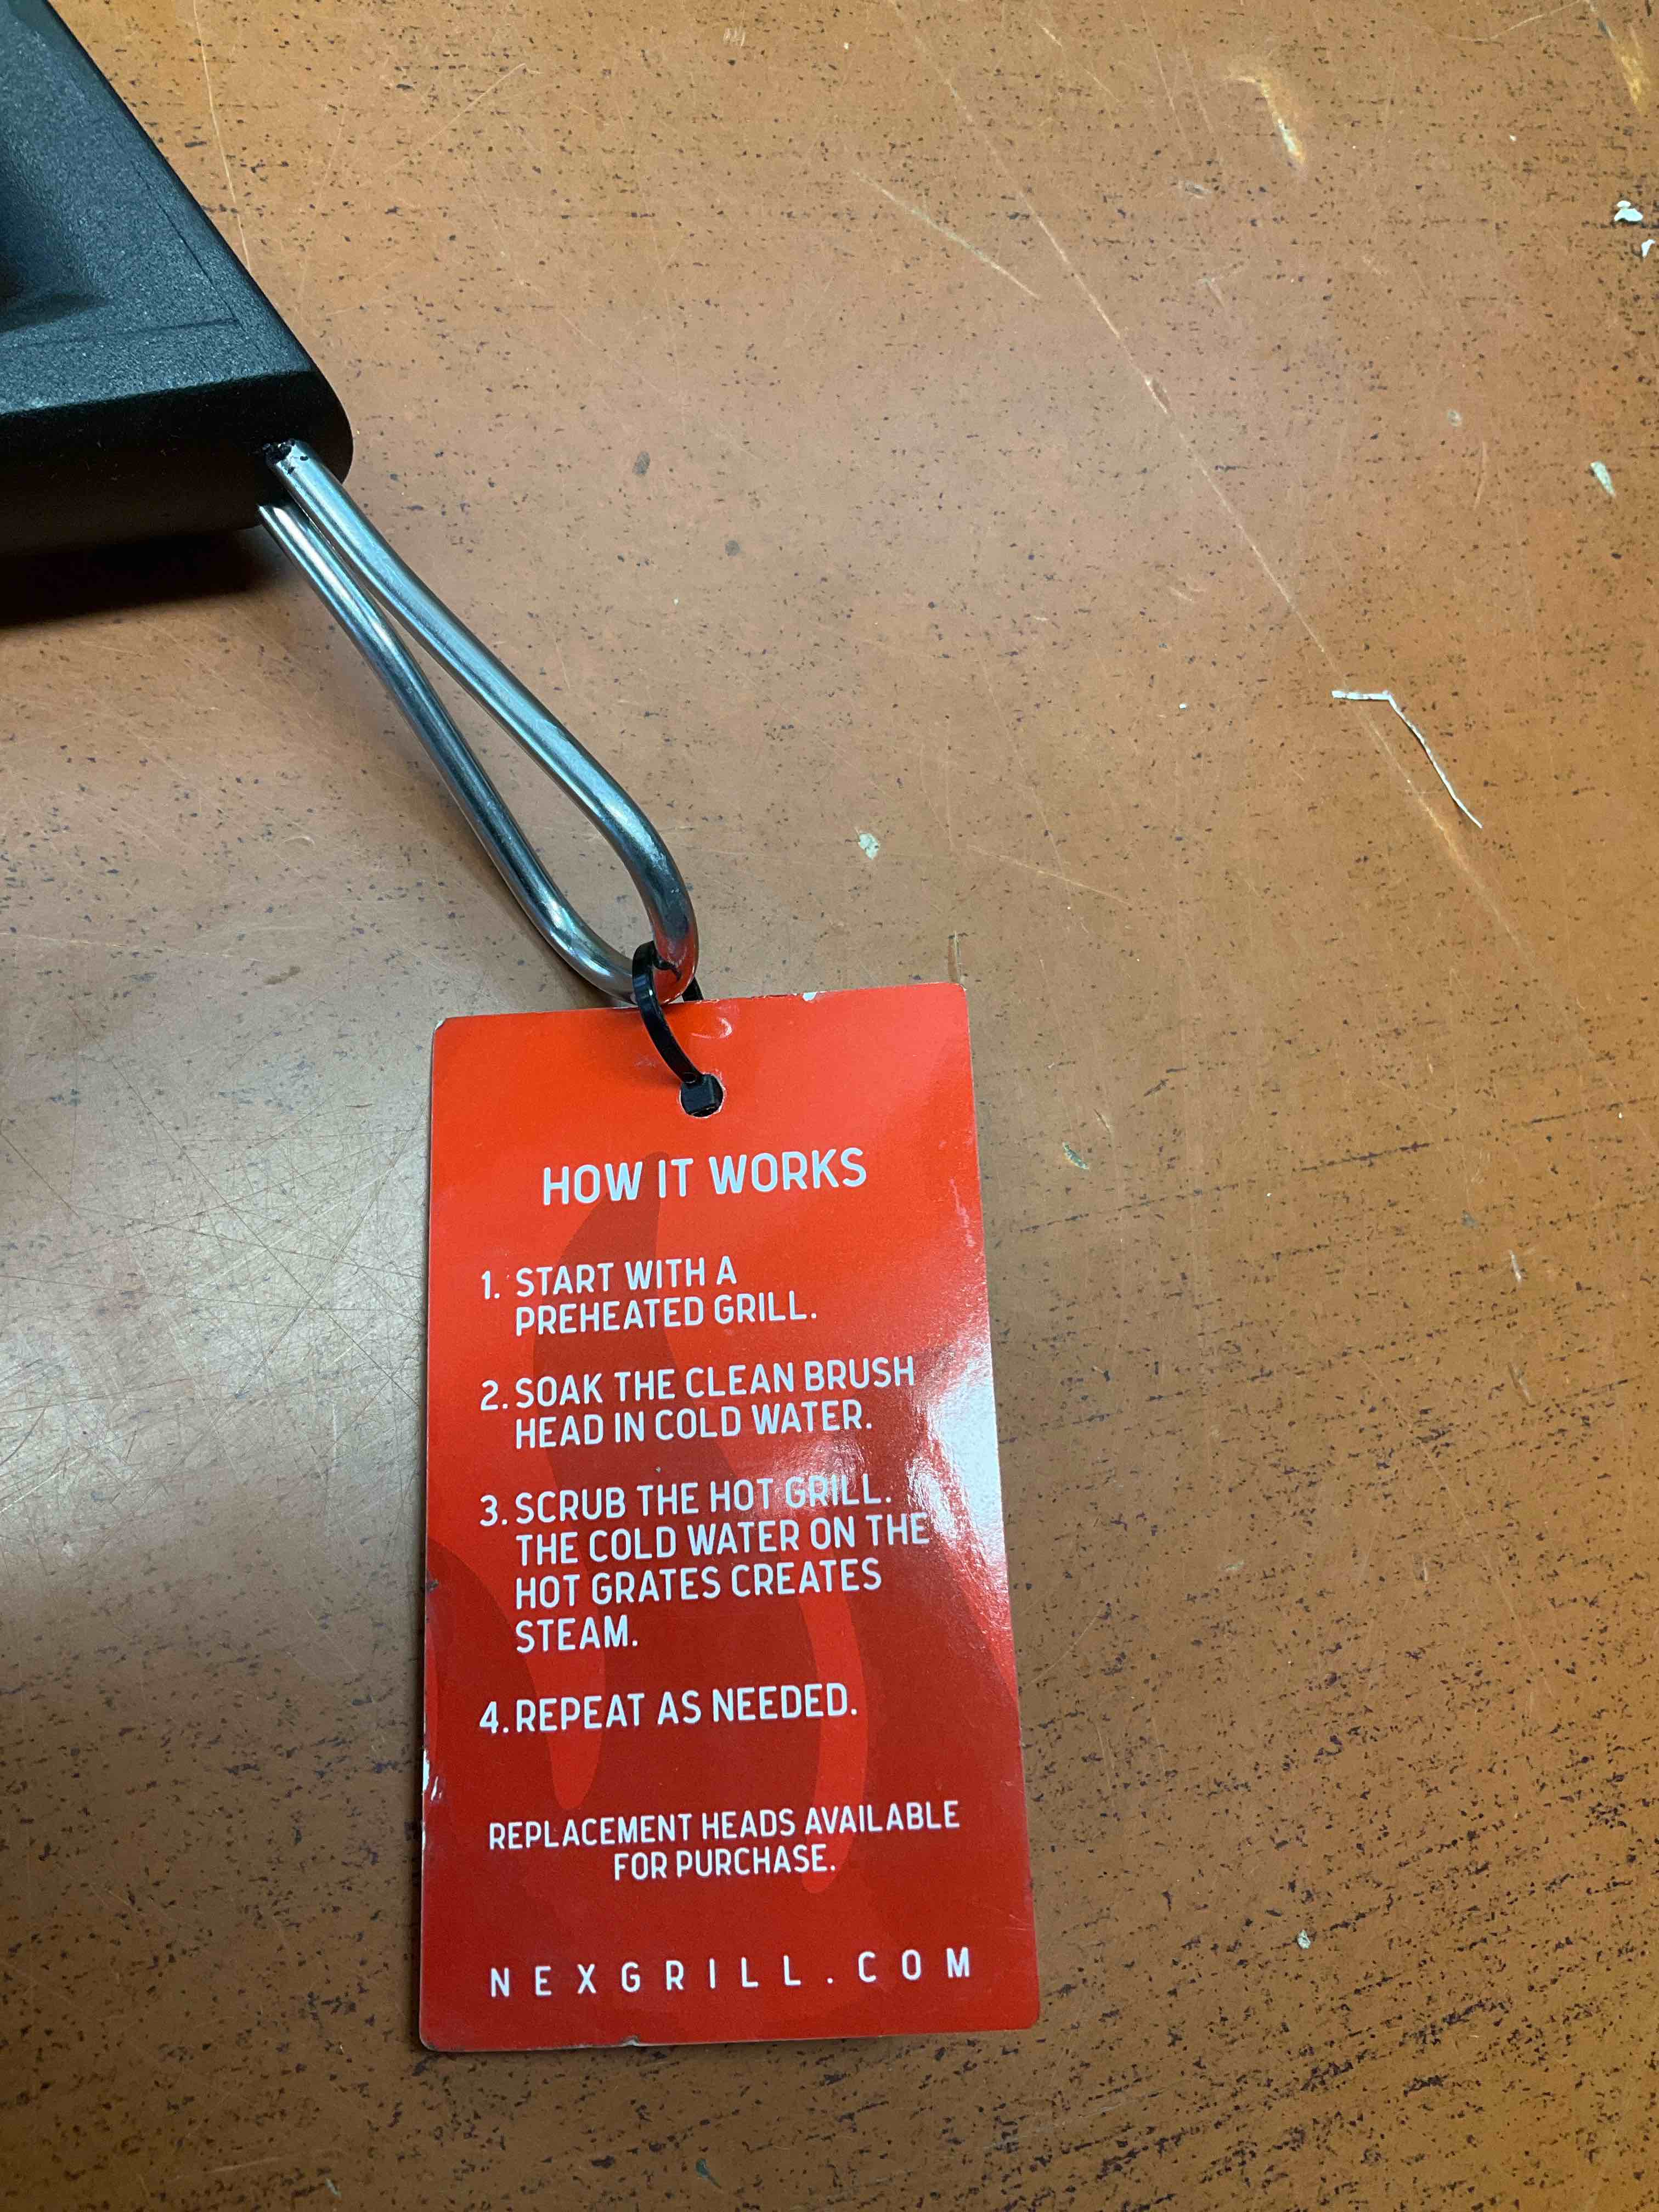 HOW IT WORKS
1. START WITH A
PREHEATED GRILL.
2. SOAK THE CLEAN BRUSH
HEAD IN COLD WATER.
3. SCRUB THE HOT GRILL.
THE COLD WATER ON THE
HOT GRATES CREATES
STEAM.
4. REPEAT AS NEEDED.
REPLACEMENT HEADS AVAILABLE
FOR PURCHASE.
NEXGRILL.COM